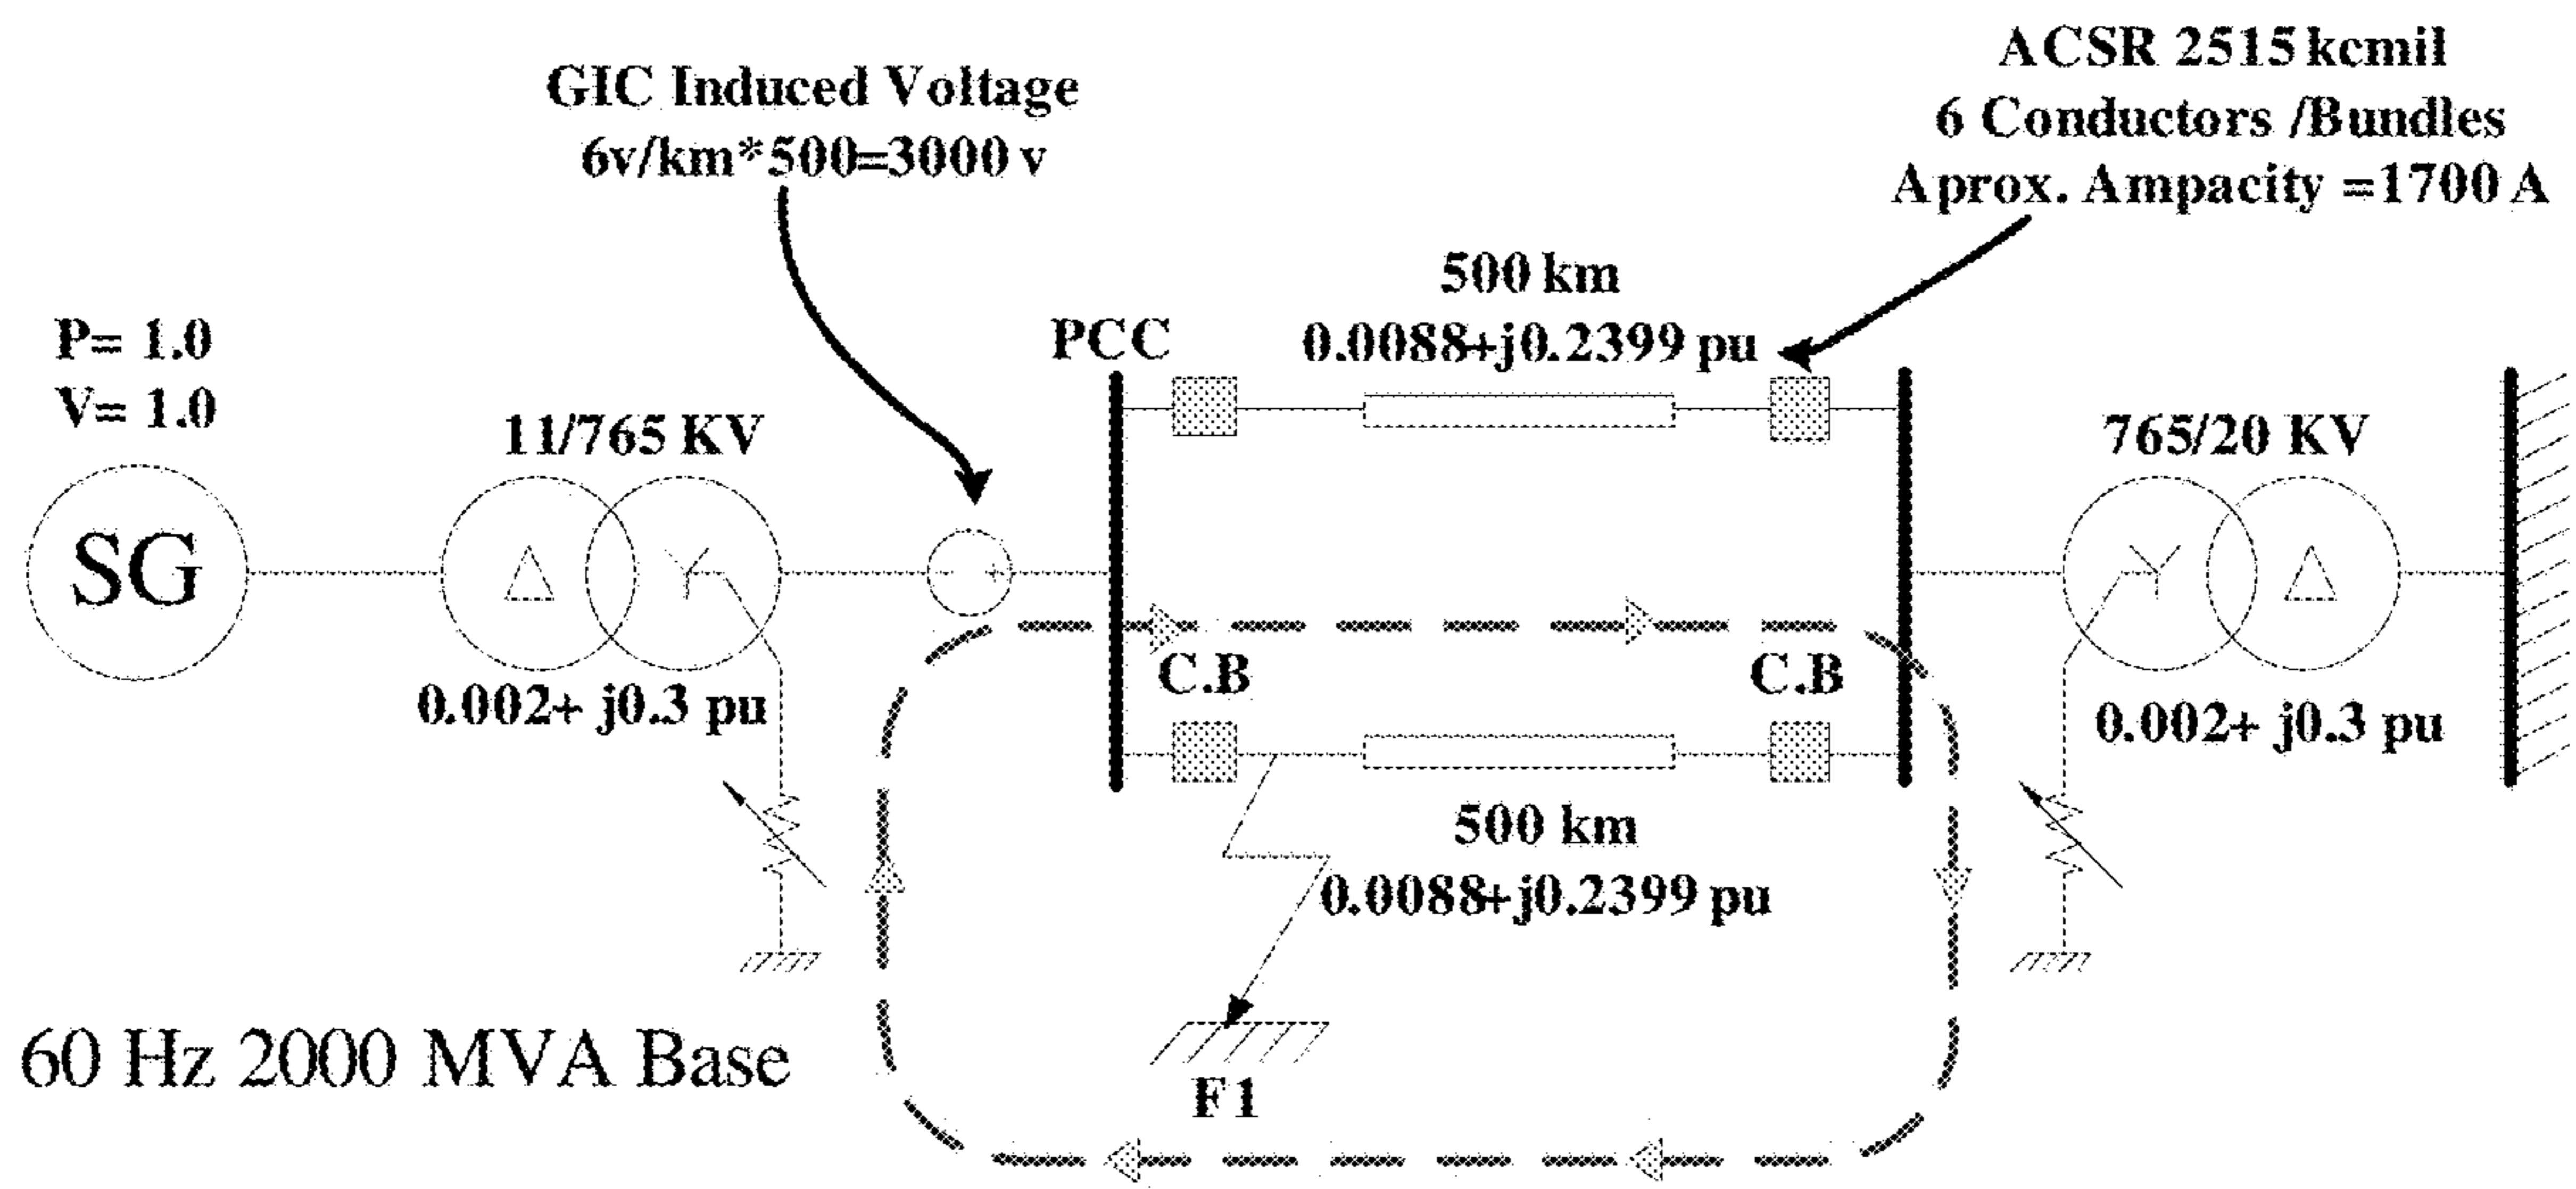 GIC Induced Voltage
6v/km*500=3000 v
ACSR 2515 kcmil
6 Conductors /Bundles
Aprox. Ampacity =1700 A
P= 1.0
V= 1.0
SG
11/765 KV
0.002+ j0.3 pu
- +
PCC
500 km
0.0088+j0.2399 pu
C.B
C.B
500 km
0.0088+j0.2399 pu
F1
765/20 KV
0.002+ j0.3 pu
60 Hz 2000 MVA Base